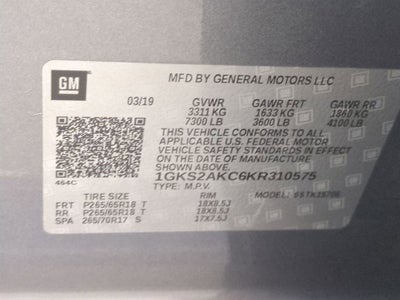 GM
MFD BY GENERAL MOTORS LLC
03/19 GVWR GAWR FRT GAWR RR
3311 KG 1633 KG 1860 KG
7300 LB 3600 LB 4100 LB
THIS VEHICLE CONFORMS TO ALL
APPLICABLE U.S. FEDERAL MOTOR
VEHICLE SAFETY STANDARDS IN EFFECT
ON THE DATE OF MANUFACTURE SHOWN ABOVE.
464C
1GKS2AKC6KR310575
TYPE: M.P.V. MODEL:
TIRE SIZE RIM
FRT P265/65R18 T 18X8.5J
RR P265/65R18 T 18X8.5J
SPA 265/70R17 S 17X7.5J